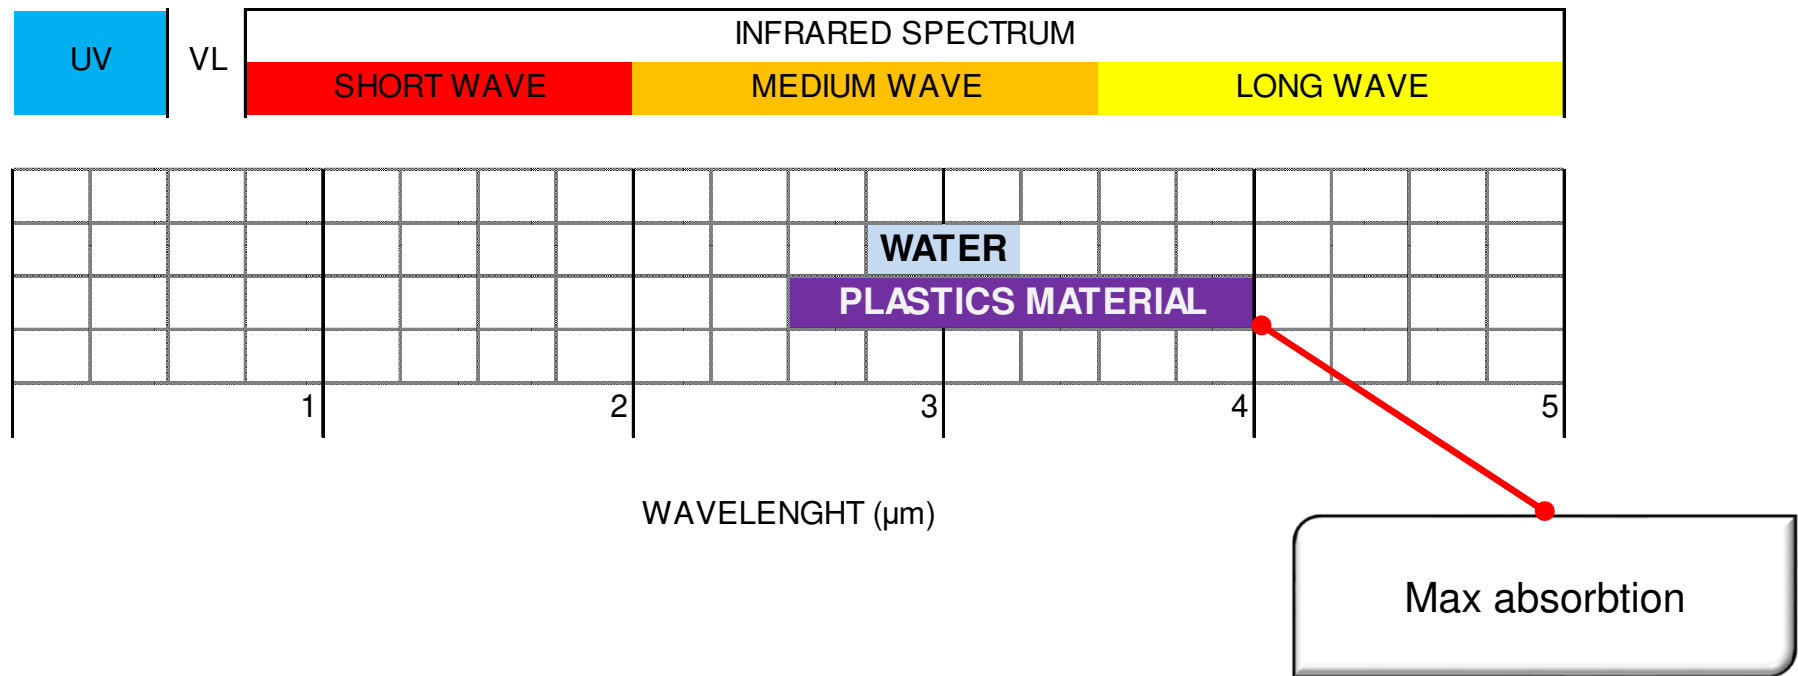 UV
VL
INFRARED SPECTRUM
SHORT WAVE
MEDIUM WAVE
LONG WAVE
WATER
PLASTICS MATERIAL
1
2
3
4
5
WAVELENGHT (µm)
Max absorbtion